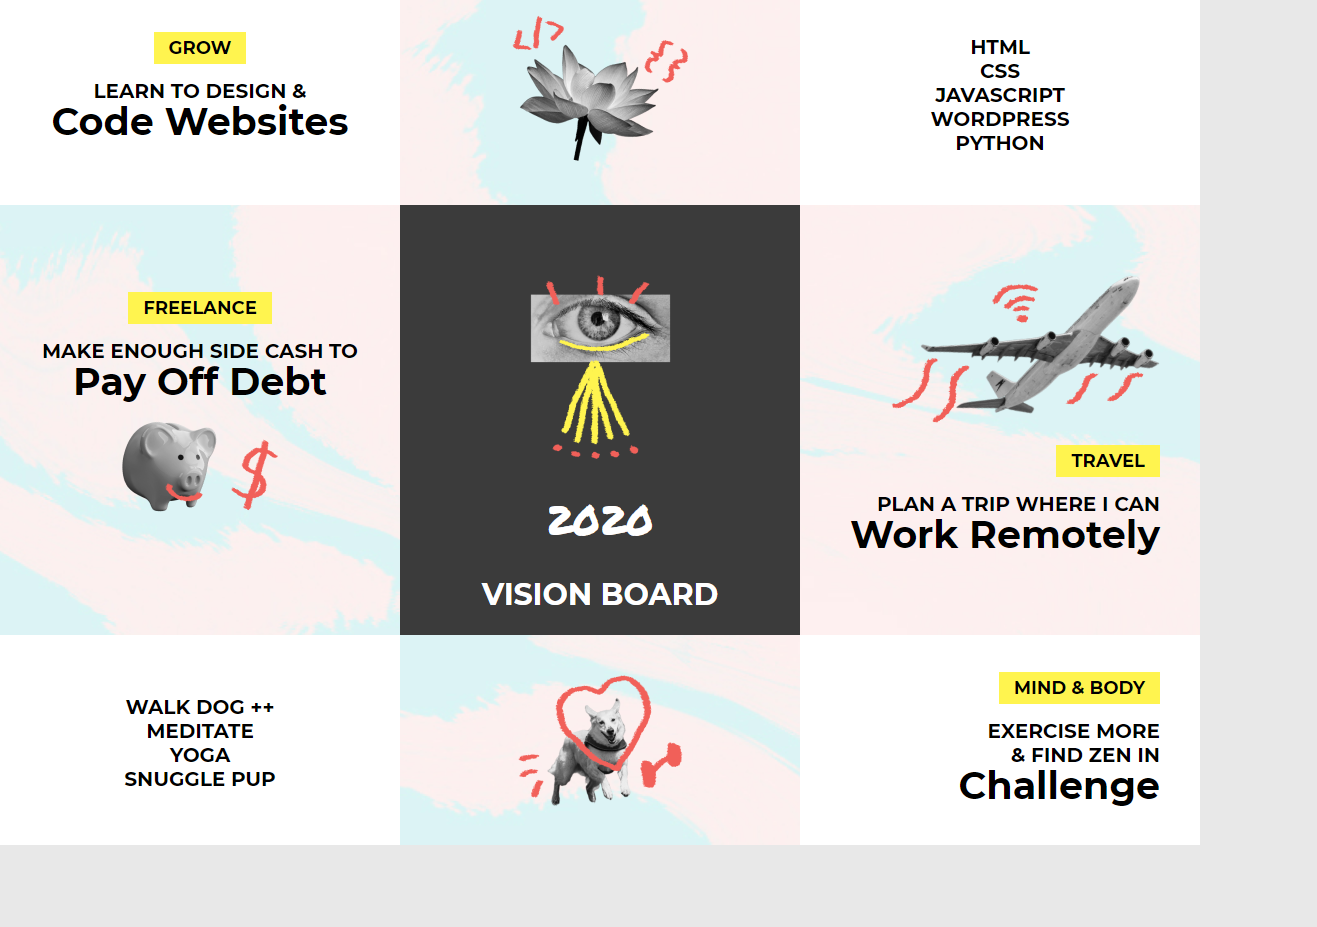 GROW
LEARN TO DESIGN &
Code Websites
</>
{}
HTML
CSS
JAVASCRIPT
WORDPRESS
PYTHON
FREELANCE
MAKE ENOUGH SIDE CASH TO
Pay Off Debt
$
2020
VISION BOARD
TRAVEL
PLAN A TRIP WHERE I CAN
Work Remotely
WALK DOG ++
MEDITATE
YOGA
SNUGGLE PUP
MIND & BODY
EXERCISE MORE
& FIND ZEN IN
Challenge